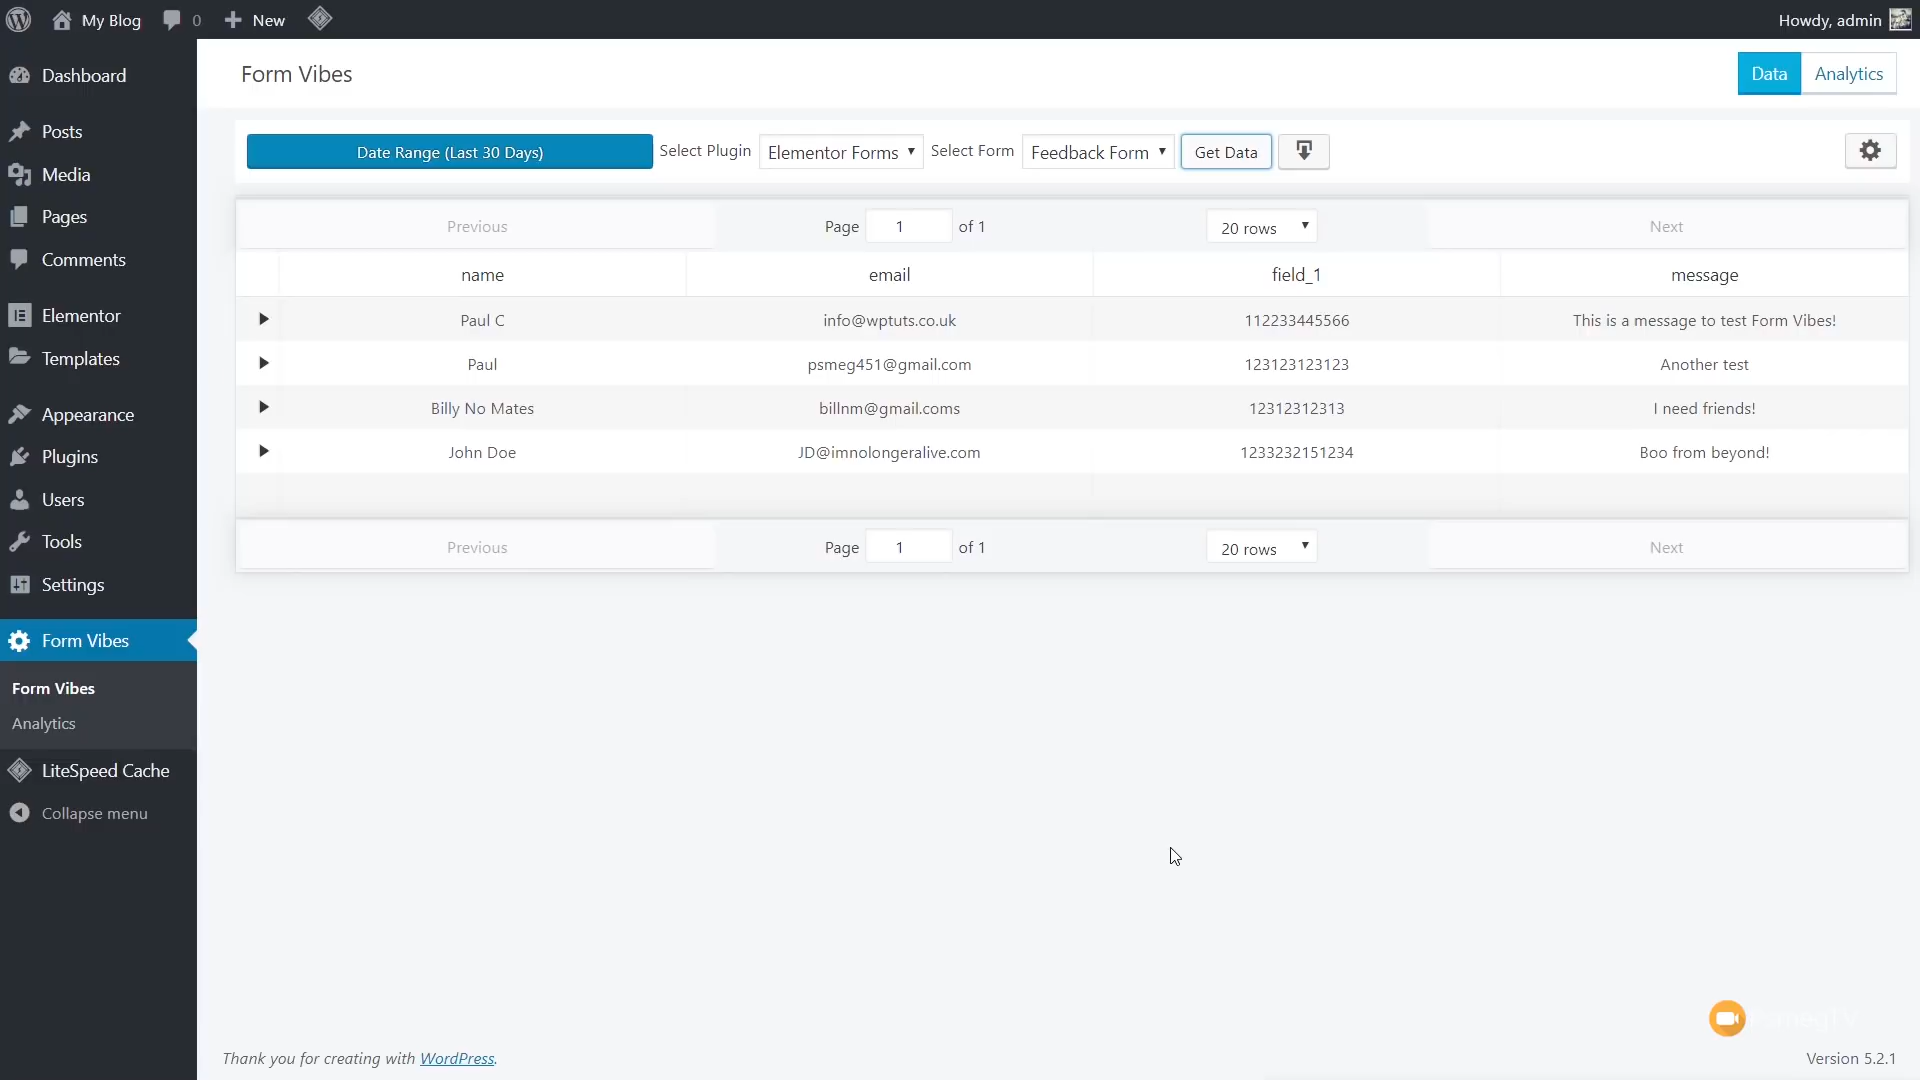 My Blog 0 New Howdy, admin
Dashboard
Posts
Media
Pages
Comments
Elementor
Templates
Appearance
Plugins
Users
Tools
Settings
Form Vibes
Form Vibes
Analytics
LiteSpeed Cache
Collapse menu
Form Vibes Data Analytics
Date Range (Last 30 Days) Select Plugin Elementor Forms Select Form Feedback Form Get Data
Previous Page 1 of 1 20 rows Next
name email field_1 message
Paul C info@wptuts.co.uk 112233445566 This is a message to test Form Vibes!
Paul psmeg451@gmail.com 123123123123 Another test
Billy No Mates billnm@gmail.coms 12312312313 I need friends!
John Doe JD@imnolongeralive.com 1233232151234 Boo from beyond!
Previous Page 1 of 1 20 rows Next
Thank you for creating with WordPress. Version 5.2.1